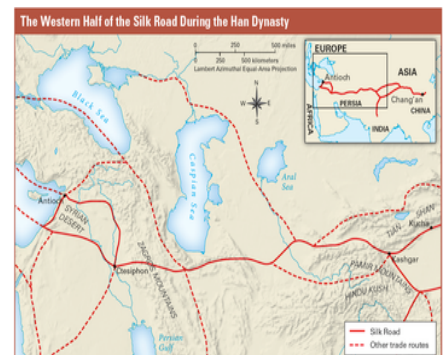 The Western Half of the Silk Road During the Han Dynasty
0 250 500 miles
0 250 500 kilometers
Lambert Azimuthal Equal-Area Projection
N
W
E
S
EUROPE
ASIA
Antioch
Chang'an
PERSIA
CHINA
AFRICA
INDIA
Black Sea
Caspian Sea
Aral
Sea
Antioch
SYRIAN
DESERT
Ctesiphon
ZAGROS MOUNTAINS
Persian
Gulf
TIAN SHAN
Kucha
Kashgar
PAMIR MOUNTAINS
HINDU KUSH
Silk Road
Other trade routes